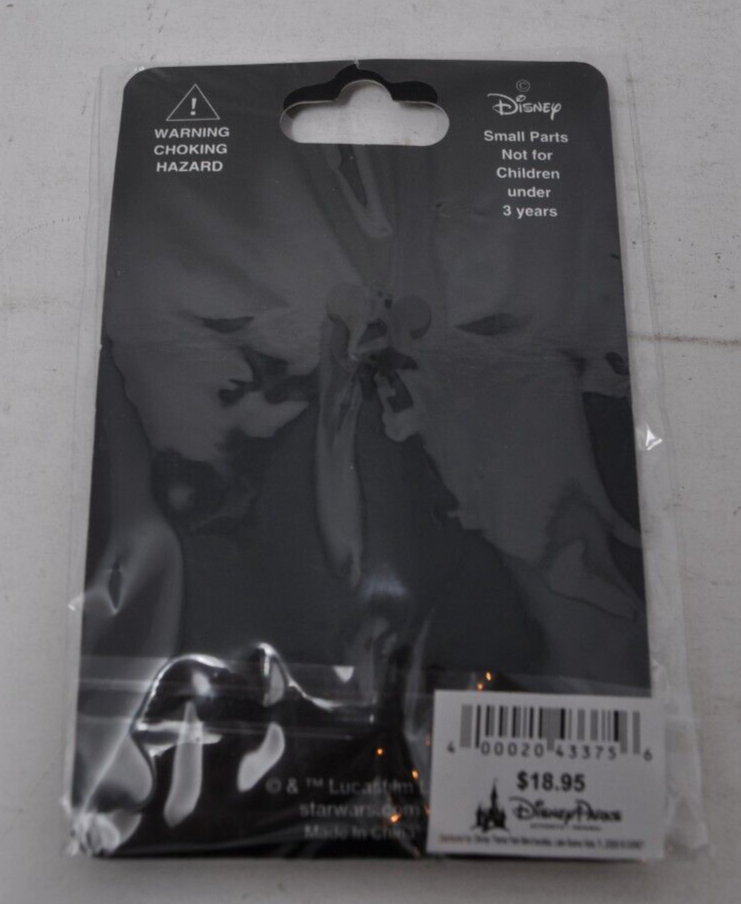 !
WARNING
CHOKING
HAZARD
©
Disney
Small Parts
Not for
Children
under
3 years
4 00020 43375 6
$18.95
Disney Parks
© & ™ Lucasfilm
starwars.com
Made in China